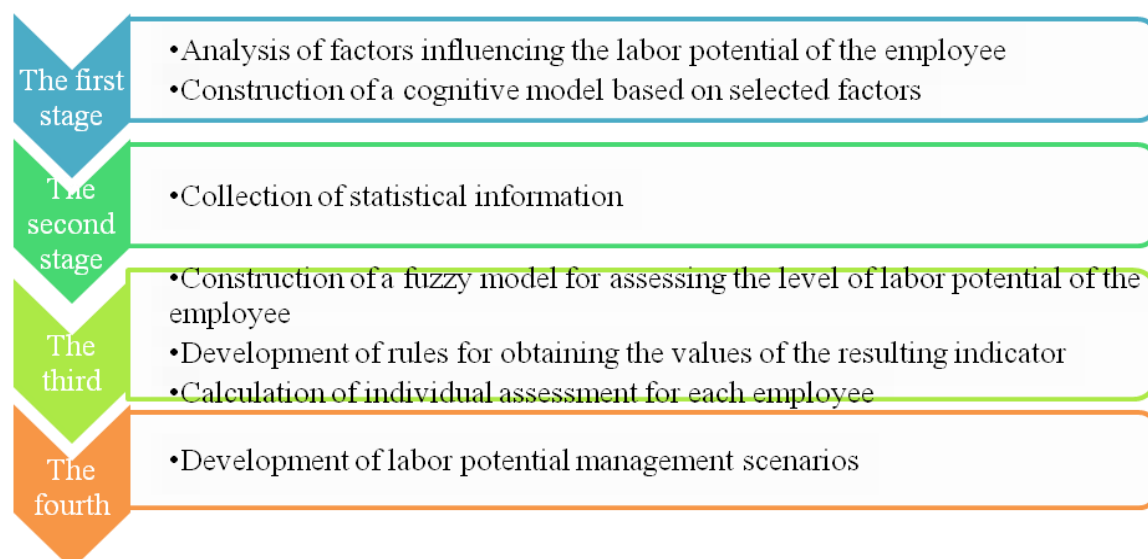 The first
stage
•Analysis of factors influencing the labor potential of the employee
•Construction of a cognitive model based on selected factors
The
second
stage
•Collection of statistical information
The
third
•Construction of a fuzzy model for assessing the level of labor potential of the
employee
•Development of rules for obtaining the values of the resulting indicator
•Calculation of individual assessment for each employee
The
fourth
•Development of labor potential management scenarios